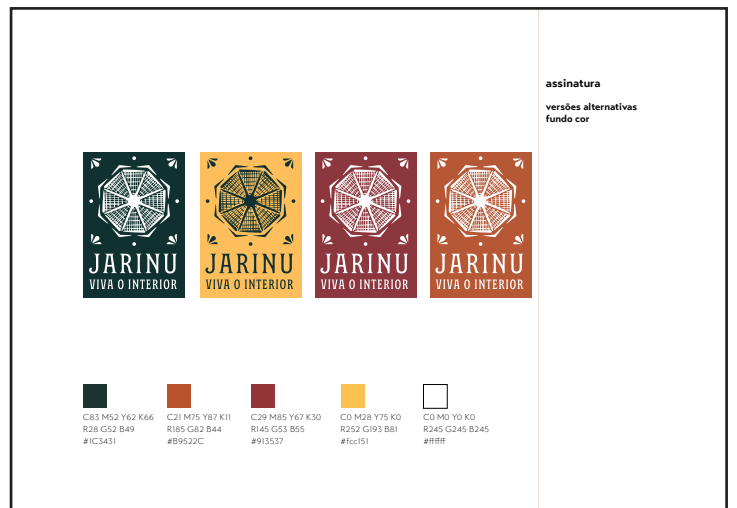 assinatura
versões alternativas
fundo cor
JARINU
VIVA O INTERIOR
JARINU
VIVA O INTERIOR
JARINU
VIVA O INTERIOR
JARINU
VIVA O INTERIOR
C83 M52 Y62 K66
R28 G52 B49
#1C3431
C21 M75 Y87 K11
R185 G82 B44
#B9522C
C29 M85 Y67 K30
R145 G53 B55
#913537
C0 M28 Y75 K0
R252 G193 B81
#fcc151
C0 M0 Y0 K0
R245 G245 B245
#ffffff